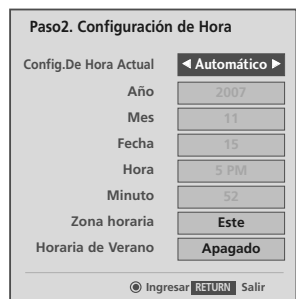 Paso2. Configuración de Hora
Config.De Hora Actual ◀ Automático ▶
Año 2007
Mes 11
Fecha 15
Hora 5 PM
Minuto 52
Zona horaria Este
Horaria de Verano Apagado
Ingresar RETURN Salir